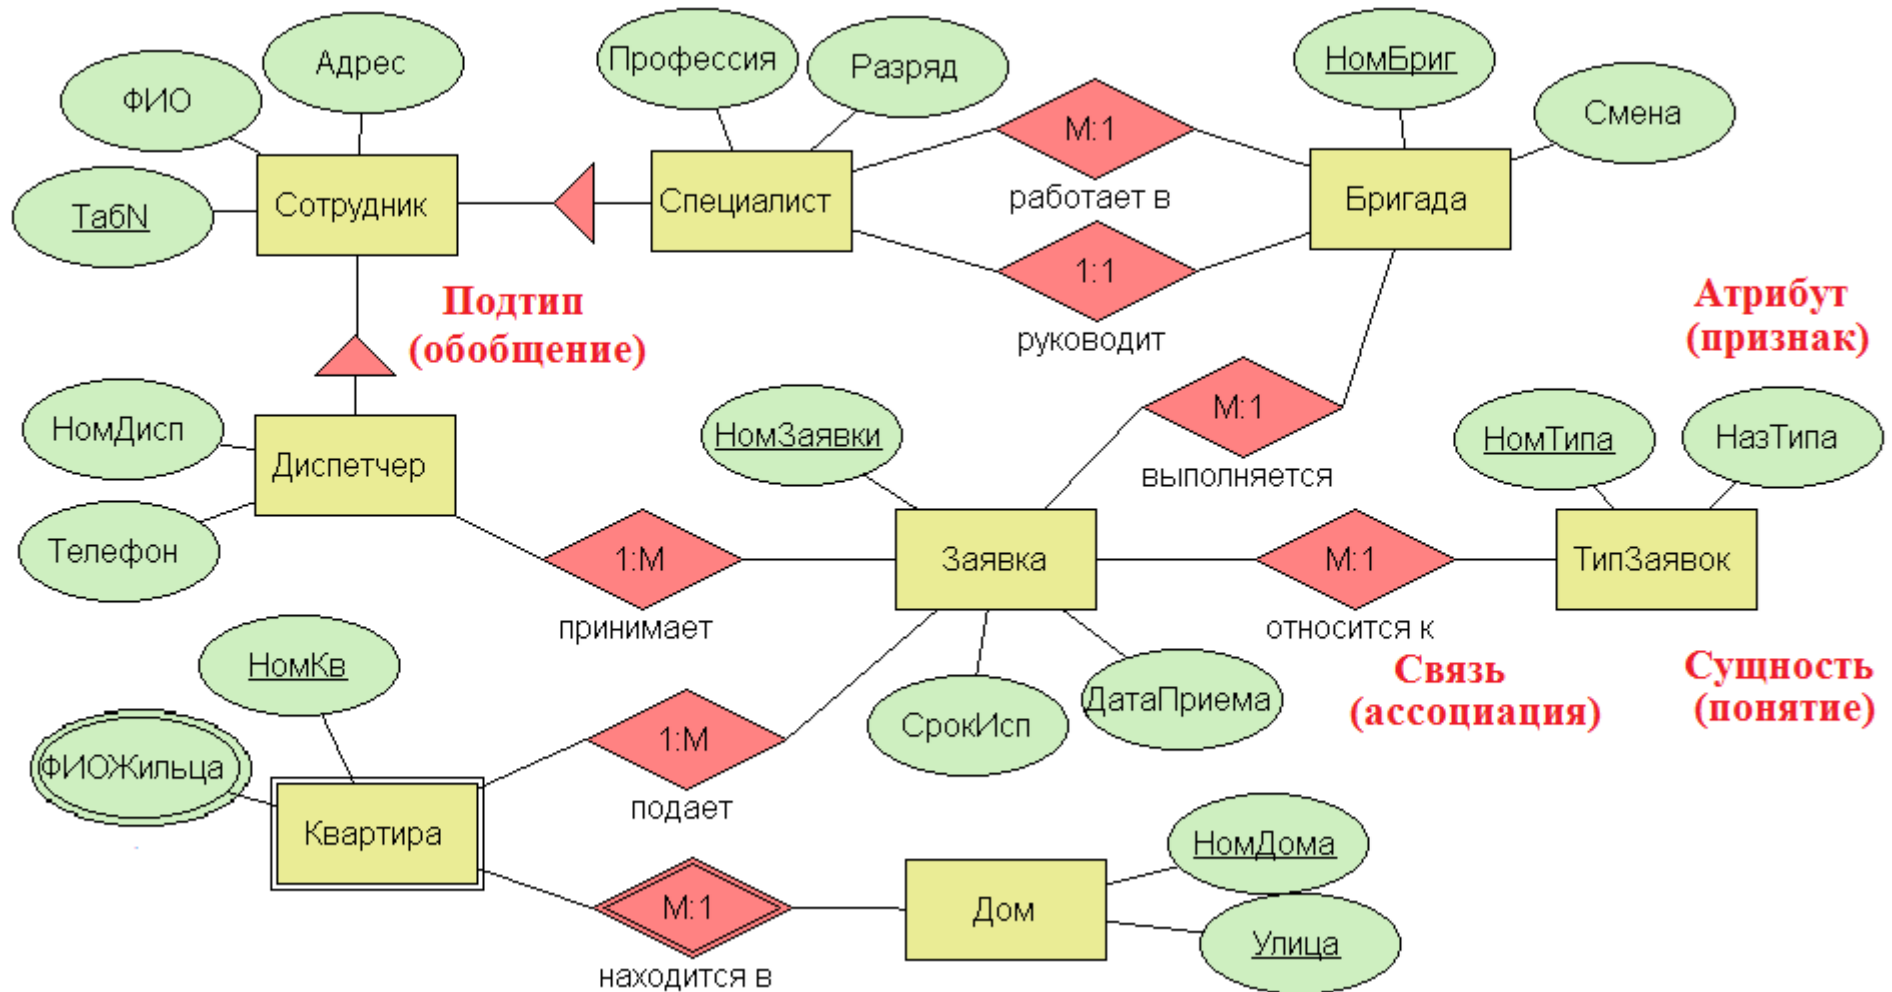 Адрес
Профессия
Разряд
НомБриг
ФИО
Смена
М:1
Сотрудник
Специалист
работает в
Бригада
ТабN
1:1
руководит
Подтип
(обобщение)
Атрибут
(признак)
НомДисп
НомЗаявки
М:1
выполняется
НомТипа
НазТипа
Диспетчер
Телефон
1:М
принимает
Заявка
М:1
относится к
ТипЗаявок
НомКв
Связь
(ассоциация)
Сущность
(понятие)
ФИОЖильца
1:М
подает
СрокИсп
ДатаПриема
Квартира
М:1
находится в
Дом
НомДома
Улица